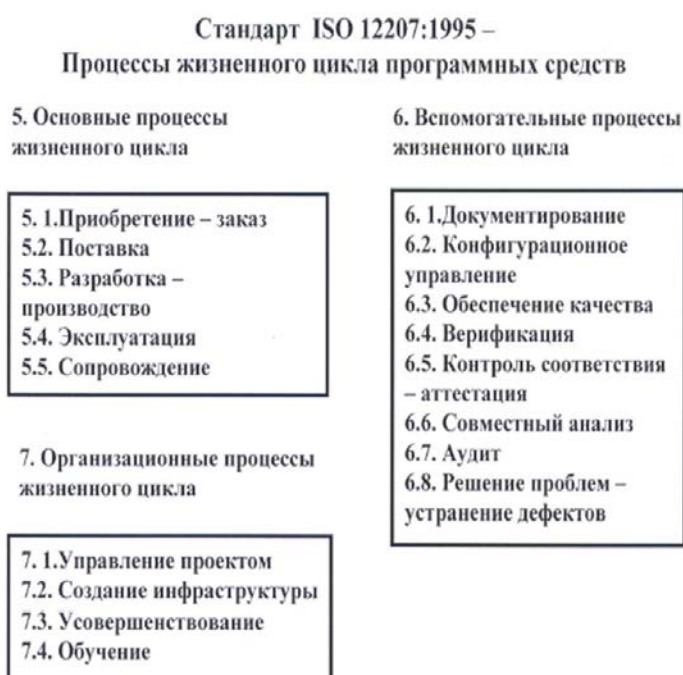 Стандарт ISO 12207:1995 –
Процессы жизненного цикла программных средств
5. Основные процессы
жизненного цикла
5. 1.Приобретение – заказ
5.2. Поставка
5.3. Разработка –
производство
5.4. Эксплуатация
5.5. Сопровождение
7. Организационные процессы
жизненного цикла
7. 1.Управление проектом
7.2. Создание инфраструктуры
7.3. Усовершенствование
7.4. Обучение
6. Вспомогательные процессы
жизненного цикла
6. 1.Документирование
6.2. Конфигурационное
управление
6.3. Обеспечение качества
6.4. Верификация
6.5. Контроль соответствия
– аттестация
6.6. Совместный анализ
6.7. Аудит
6.8. Решение проблем –
устранение дефектов